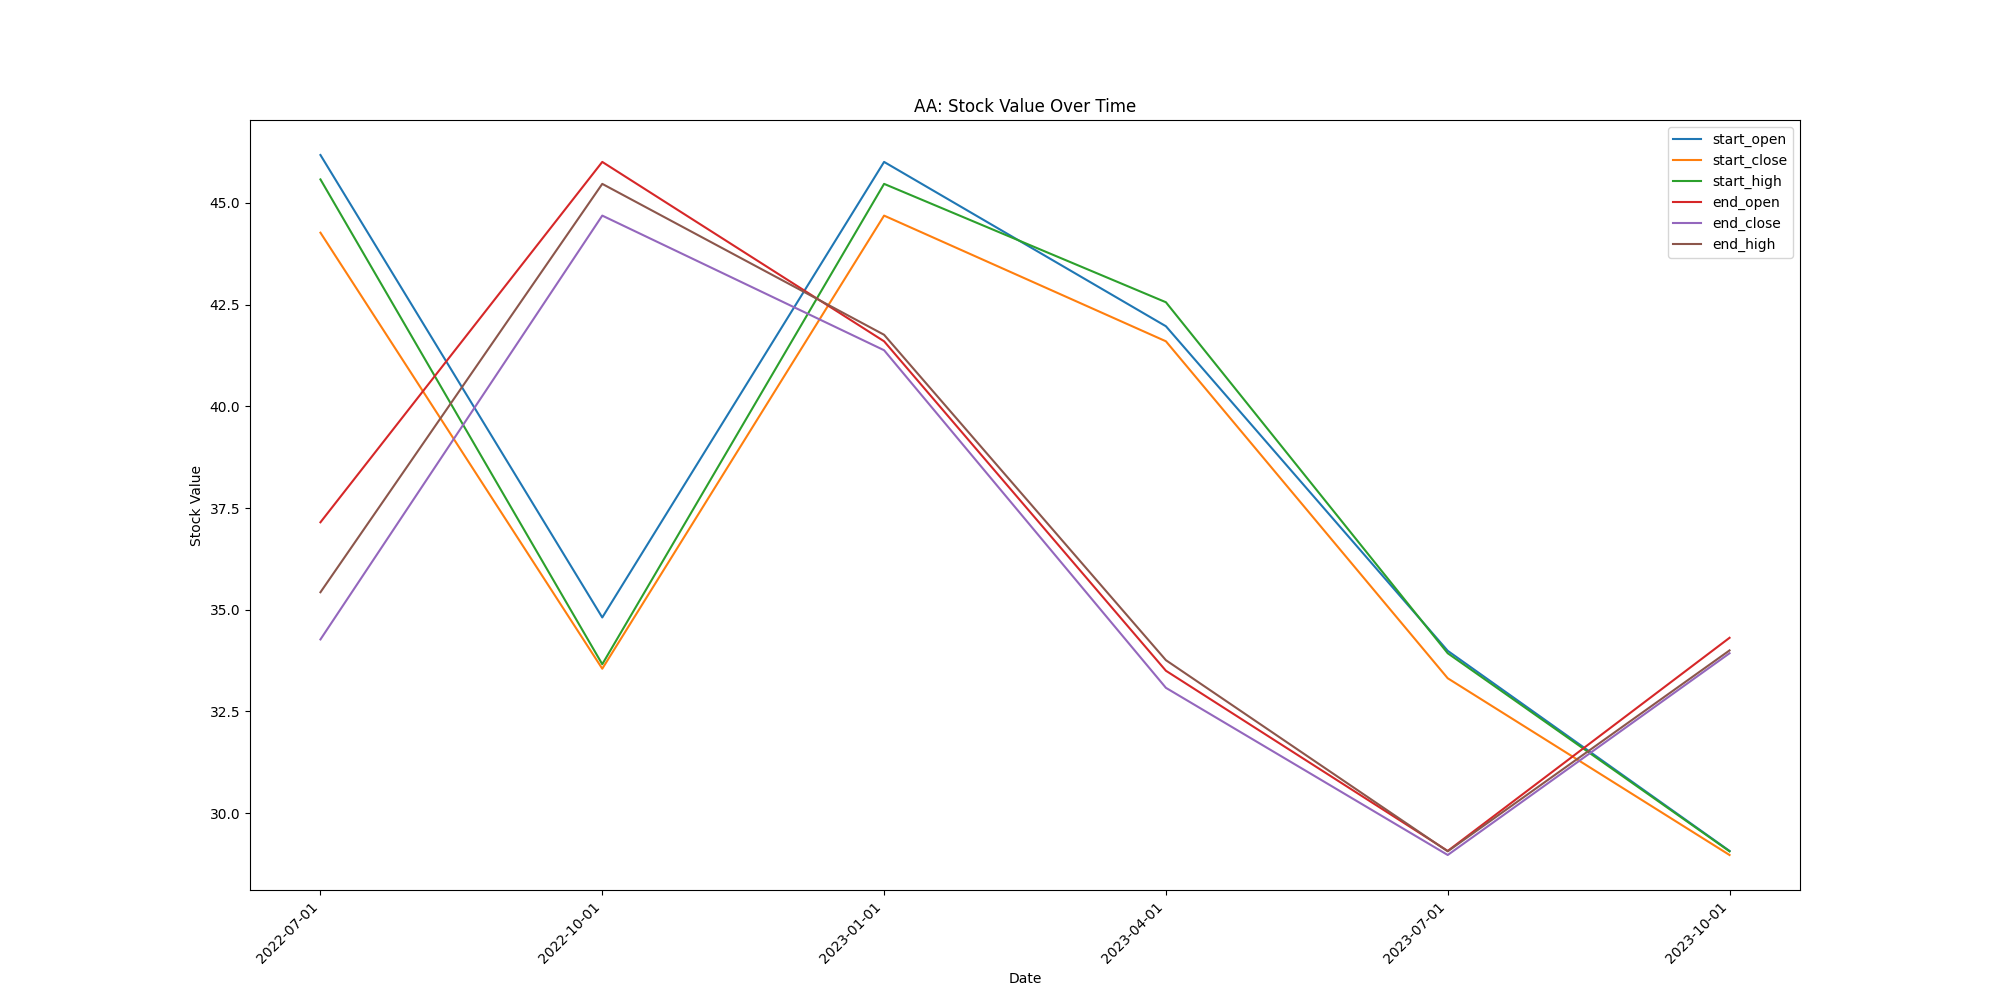 AA: Stock Value Over Time
start_open
start_close
start_high
end_open
end_close
end_high
Stock Value
45.0
42.5
40.0
37.5
35.0
32.5
30.0
2022-07-01
2022-10-01
2023-01-01
2023-04-01
2023-07-01
2023-10-01
Date